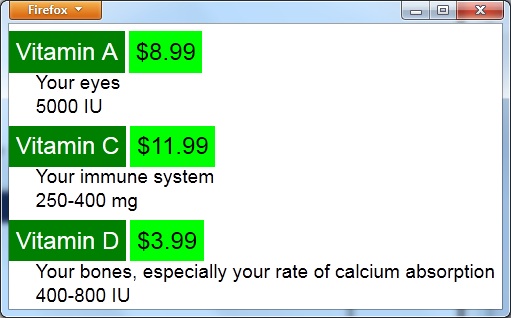 Firefox
Vitamin A $8.99
Your eyes
5000 IU
Vitamin C $11.99
Your immune system
250-400 mg
Vitamin D $3.99
Your bones, especially your rate of calcium absorption
400-800 IU